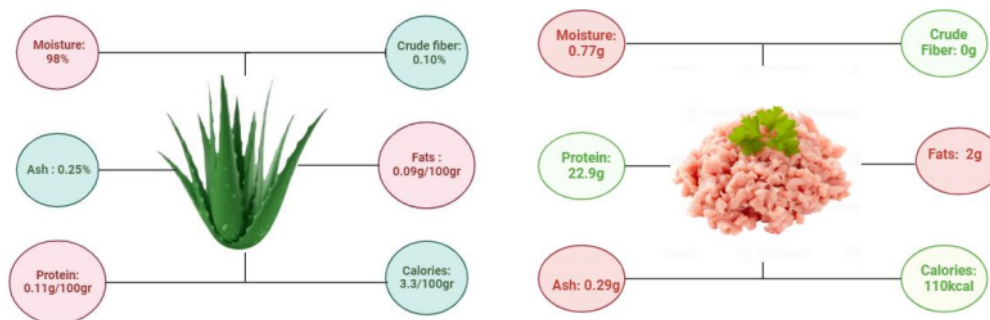 Moisture:
98%
Crude fiber:
0.10%
Ash : 0.25%
Fats :
0.09g/100gr
Protein:
0.11g/100gr
Calories:
3.3/100gr
Moisture:
0.77g
Crude
Fiber: 0g
Protein:
22.9g
Fats: 2g
Ash: 0.29g
Calories:
110kcal